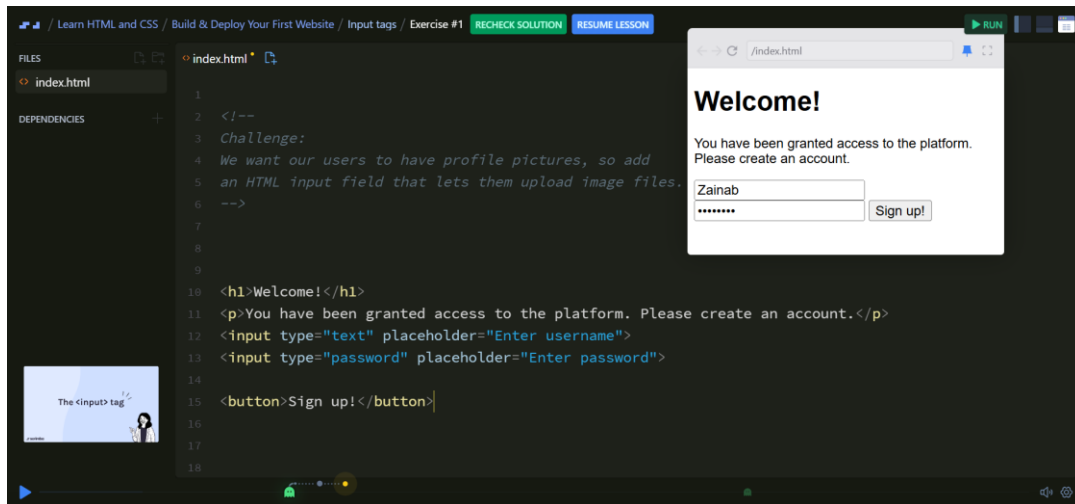 / Learn HTML and CSS / Build & Deploy Your First Website / Input tags / Exercise #1 RECHECK SOLUTION RESUME LESSON RUN
FILES
index.html
DEPENDENCIES
index.html
1
2 <!--
3 Challenge:
4 We want our users to have profile pictures, so add
5 an HTML input field that lets them upload image files.
6 -->
7
8
9
10 <h1>Welcome!</h1>
11 <p>You have been granted access to the platform. Please create an account.</p>
12 <input type="text" placeholder="Enter username">
13 <input type="password" placeholder="Enter password">
14
15 <button>Sign up!</button>
16
17
18
/index.html
Welcome!
You have been granted access to the platform.
Please create an account.
Zainab
•••••••• Sign up!
The <input> tag